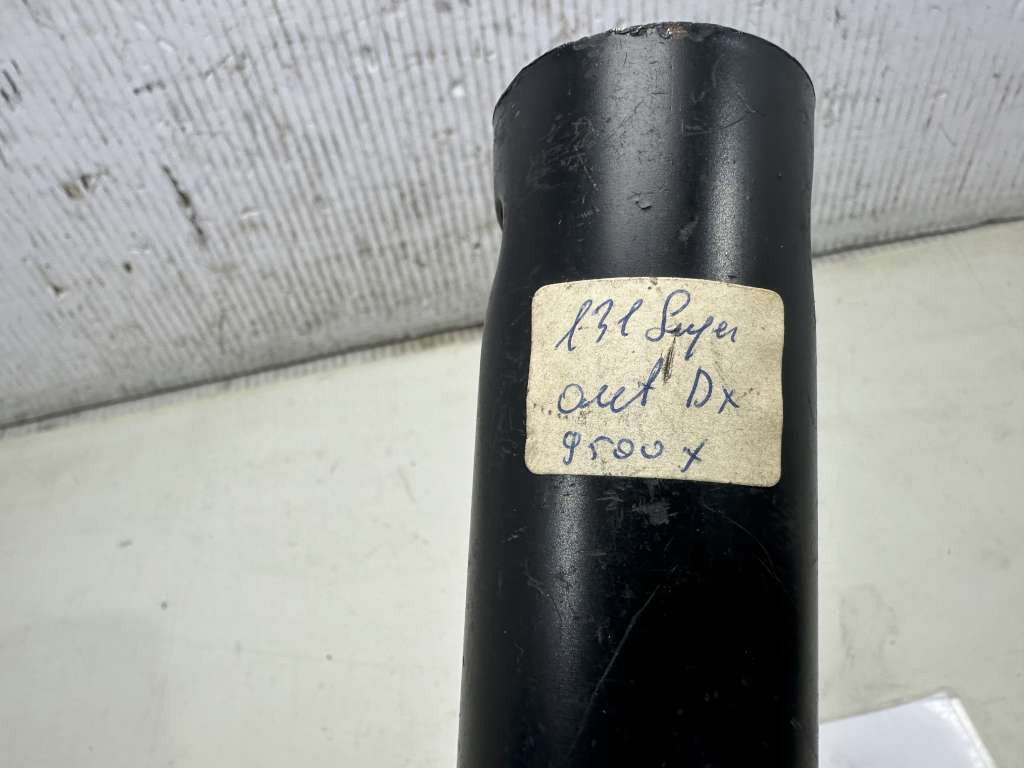 131 Super
ant Dx
9500 x